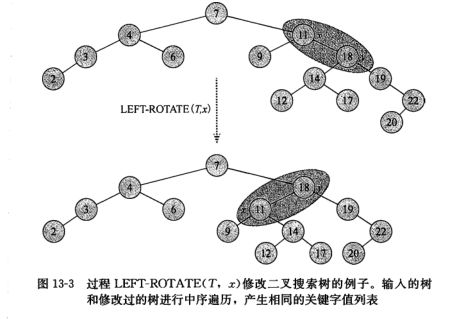 7
4 11 x
3 6 9 18 y
2 14 19
12 17 22
20
LEFT-ROTATE(T,x)
7
4 18 y
3 6 x 11 19
2 9 14 22
12 17 20
图 13-3 过程 LEFT-ROTATE(T, x)修改二叉搜索树的例子。输入的树
和修改过的树进行中序遍历，产生相同的关键字值列表